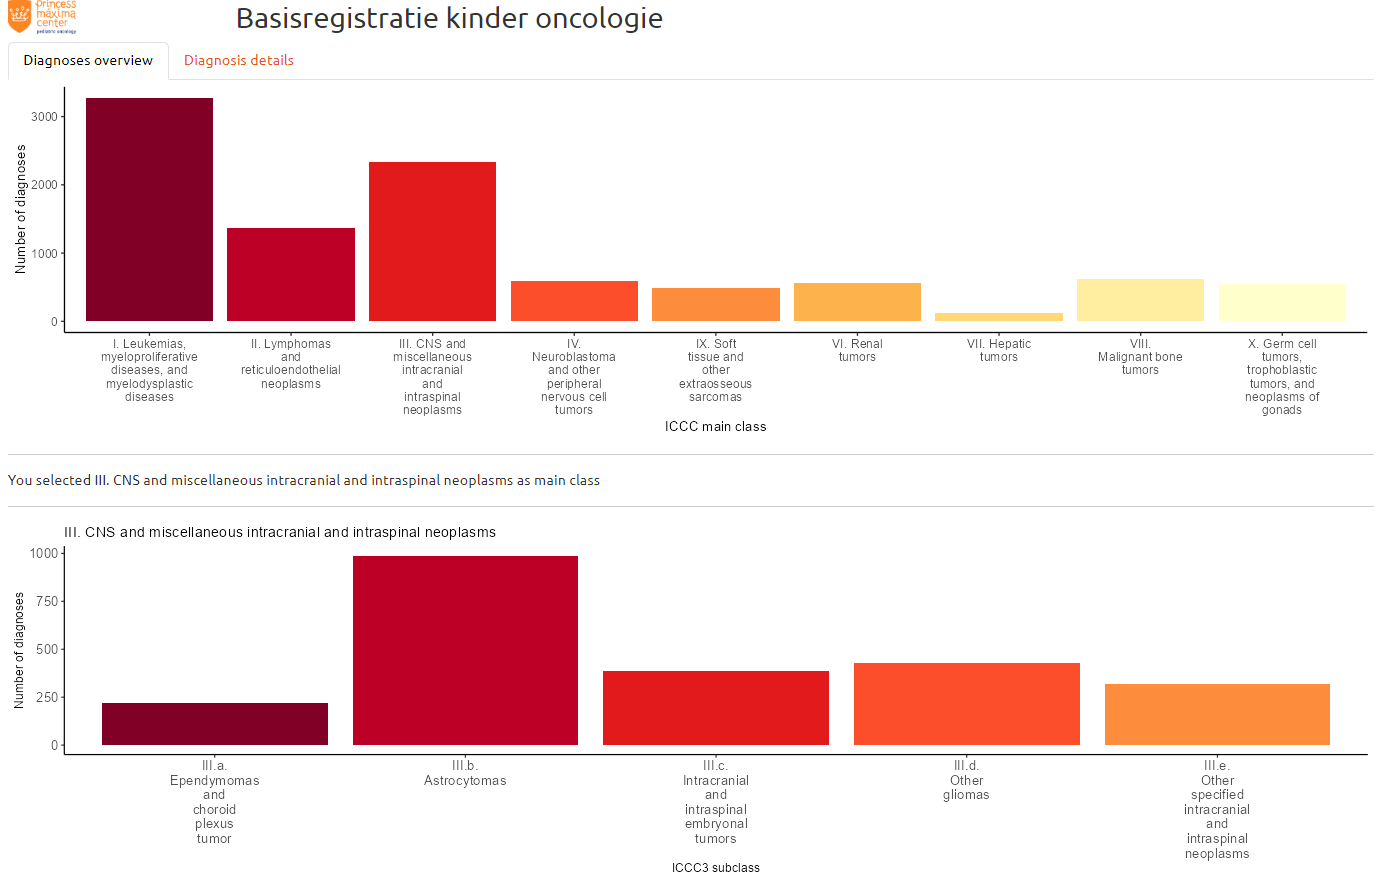 Princess
máxima
center
pediatric oncology
Basisregistratie kinder oncologie
Diagnoses overview
Diagnosis details
Number of diagnoses
3000
2000
1000
0
I. Leukemias,
myeloproliferative
diseases, and
myelodysplastic
diseases
II. Lymphomas
and
reticuloendothelial
neoplasms
III. CNS and
miscellaneous
intracranial
and
intraspinal
neoplasms
IV.
Neuroblastoma
and other
peripheral
nervous cell
tumors
IX. Soft
tissue and
other
extraosseous
sarcomas
VI. Renal
tumors
VII. Hepatic
tumors
VIII.
Malignant bone
tumors
X. Germ cell
tumors,
trophoblastic
tumors, and
neoplasms of
gonads
ICCC main class
You selected III. CNS and miscellaneous intracranial and intraspinal neoplasms as main class
III. CNS and miscellaneous intracranial and intraspinal neoplasms
Number of diagnoses
1000
750
500
250
0
III.a.
Ependymomas
and
choroid
plexus
tumor
III.b.
Astrocytomas
III.c.
Intracranial
and
intraspinal
embryonal
tumors
III.d.
Other
gliomas
III.e.
Other
specified
intracranial
and
intraspinal
neoplasms
ICCC3 subclass